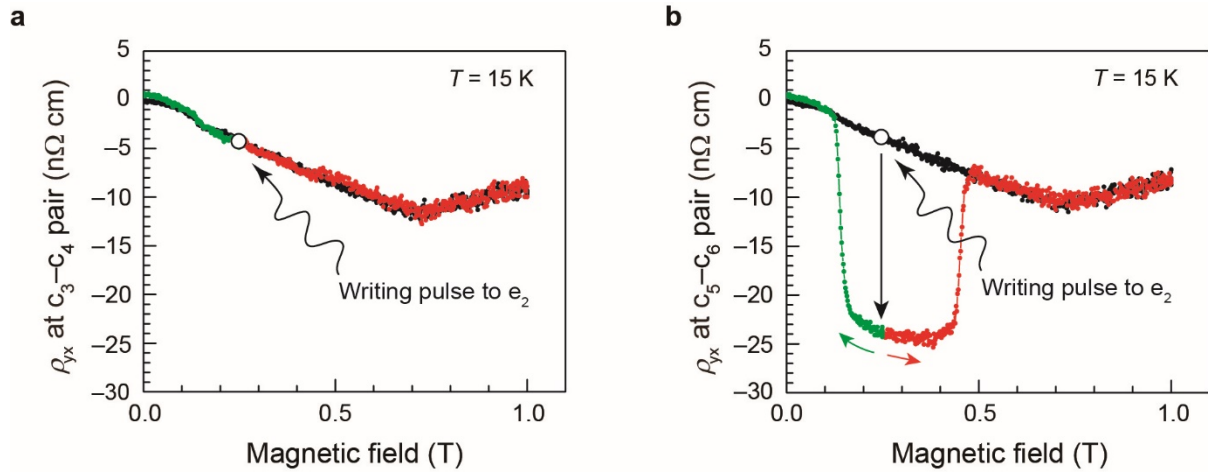 a
5
0
–5
–10
–15
–20
–25
–30
ρyx at c3–c4 pair (nΩ cm)
T = 15 K
Writing pulse to e2
0.0
0.5
1.0
Magnetic field (T)
b
5
0
–5
–10
–15
–20
–25
–30
ρyx at c5–c6 pair (nΩ cm)
T = 15 K
Writing pulse to e2
0.0
0.5
1.0
Magnetic field (T)